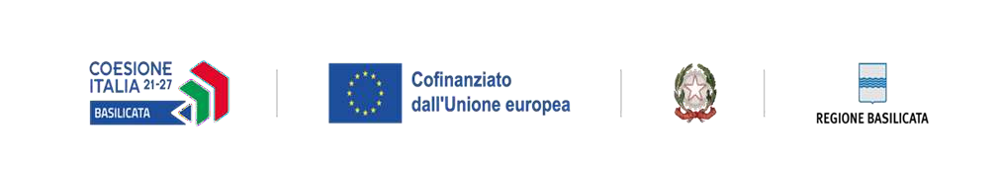 COESIONE
ITALIA 21-27
BASILICATA
Cofinanziato
dall'Unione europea
REGIONE BASILICATA